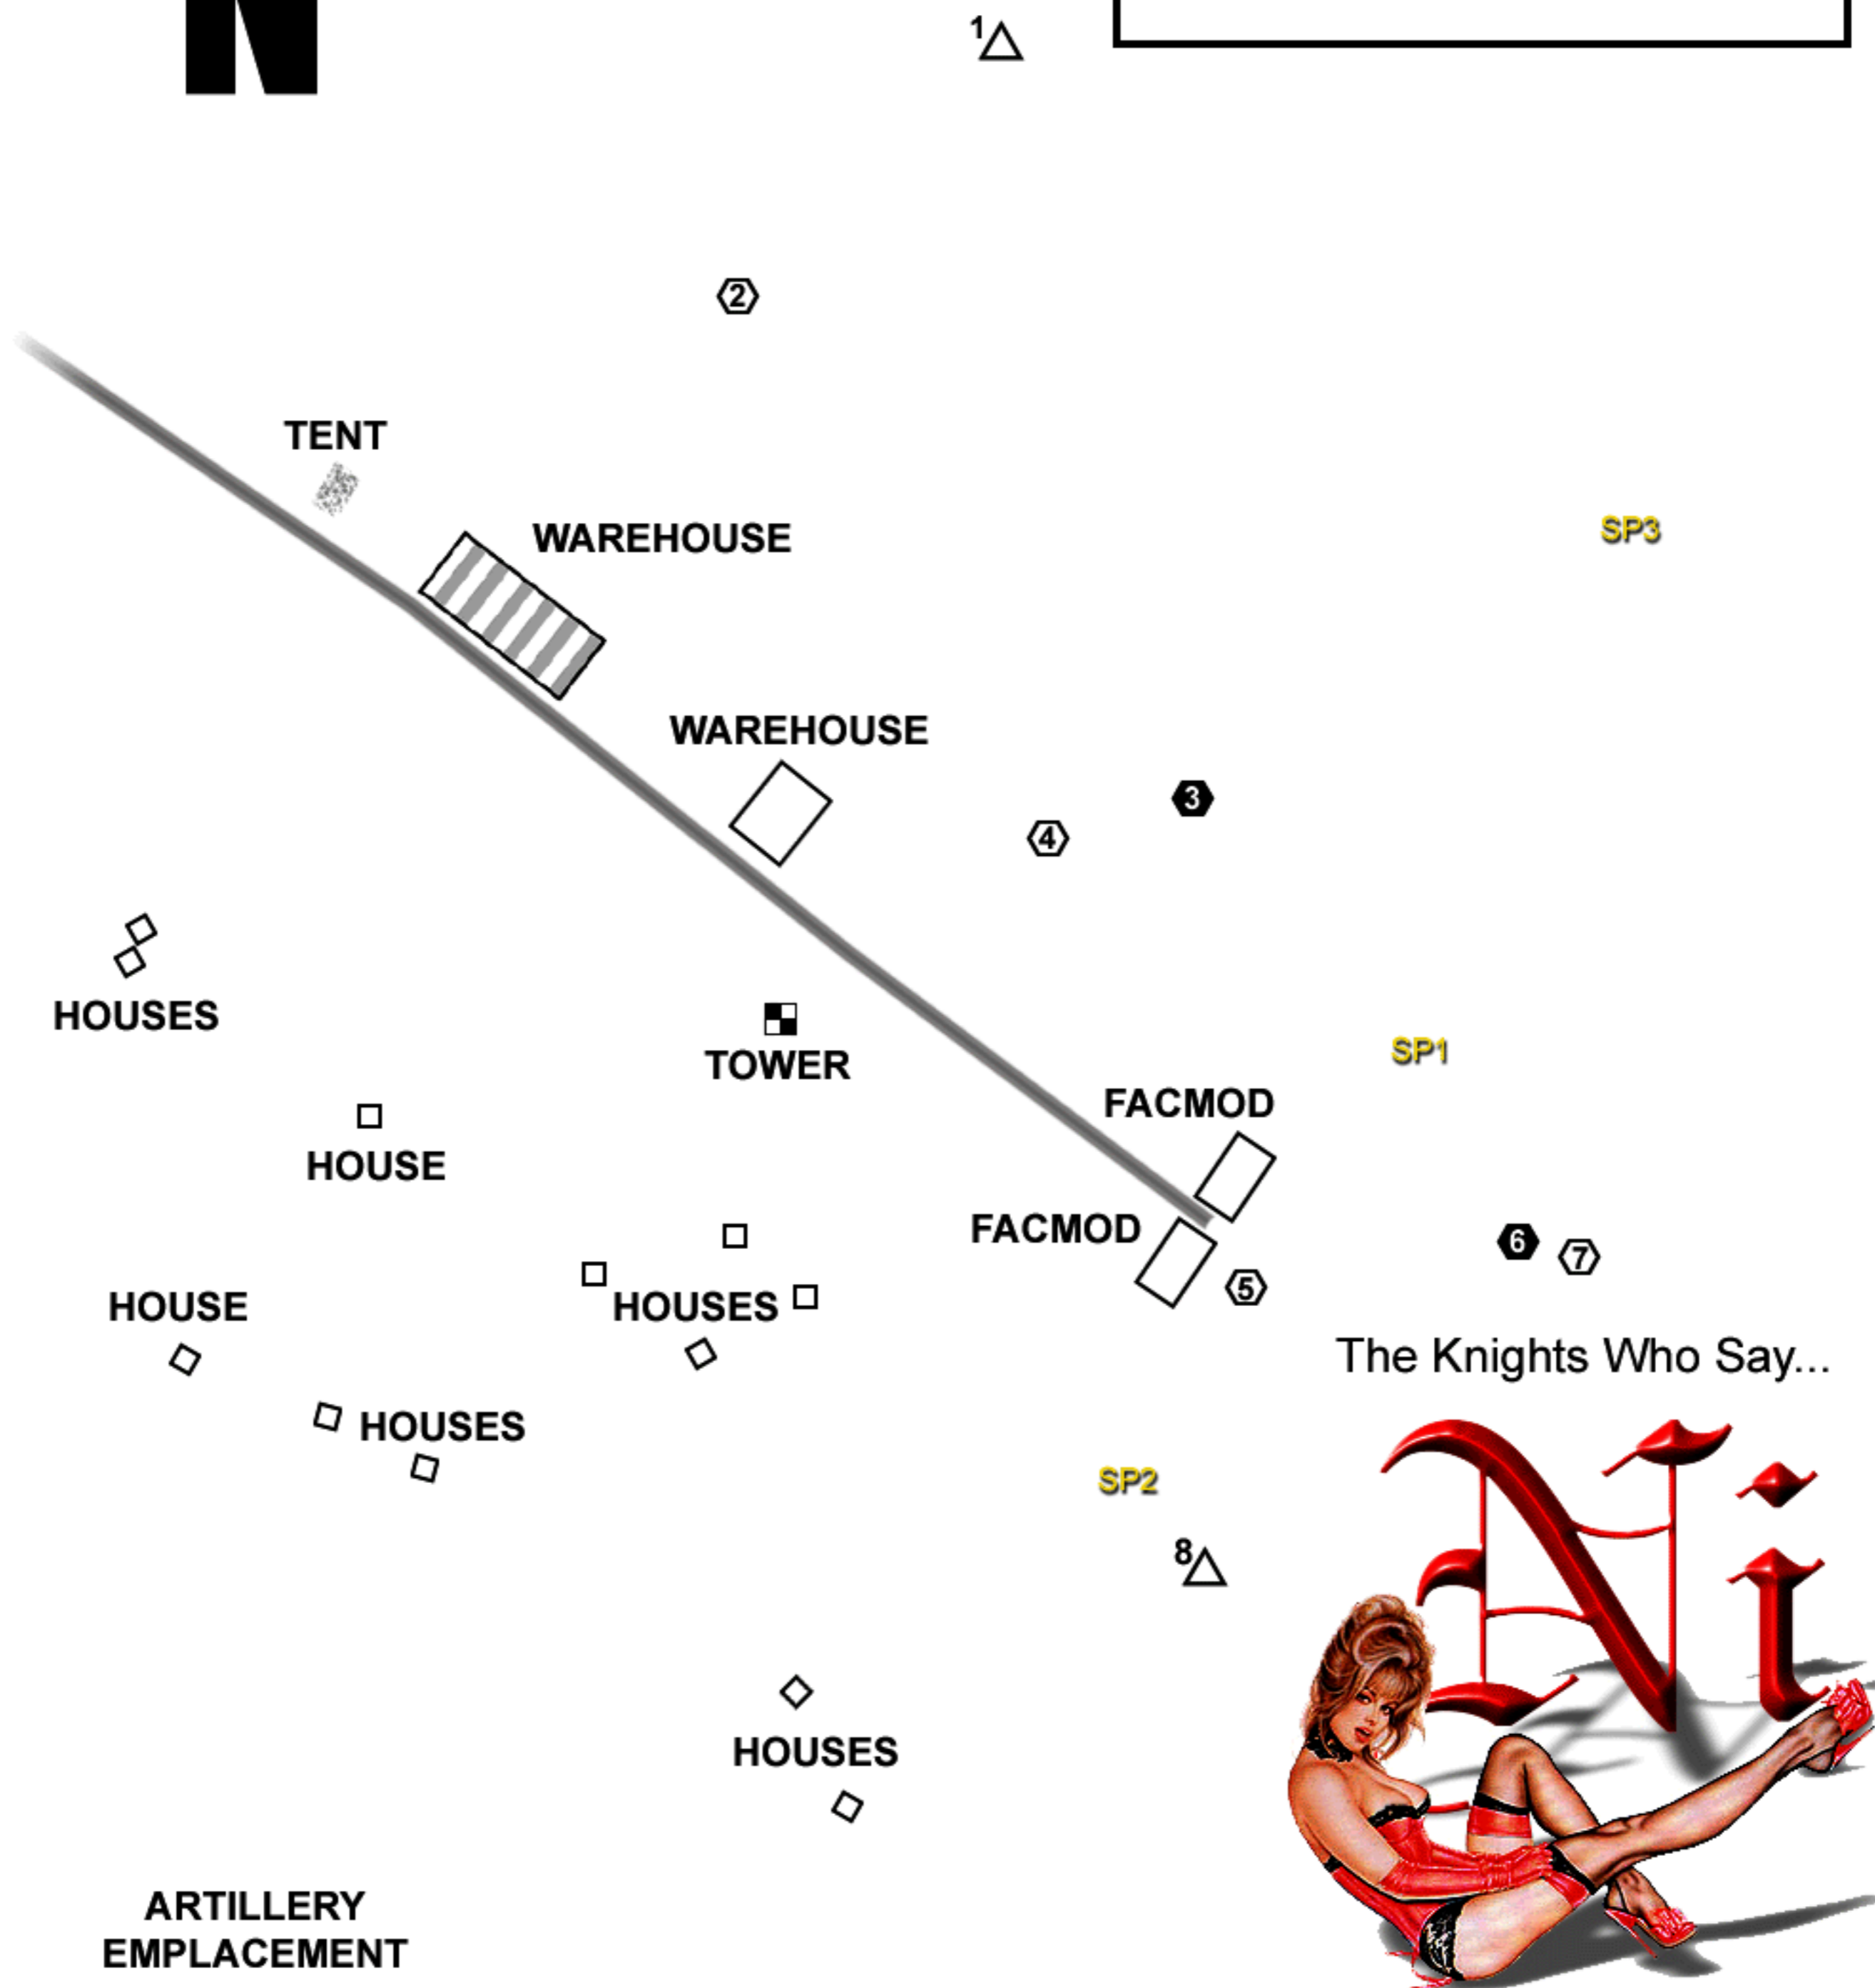 N
1
2
TENT
WAREHOUSE
SP3
WAREHOUSE
3
4
HOUSES
TOWER
SP1
FACMOD
HOUSE
FACMOD
6
7
5
HOUSE
HOUSES
The Knights Who Say...
HOUSES
SP2
Ni
8
HOUSES
ARTILLERY
EMPLACEMENT